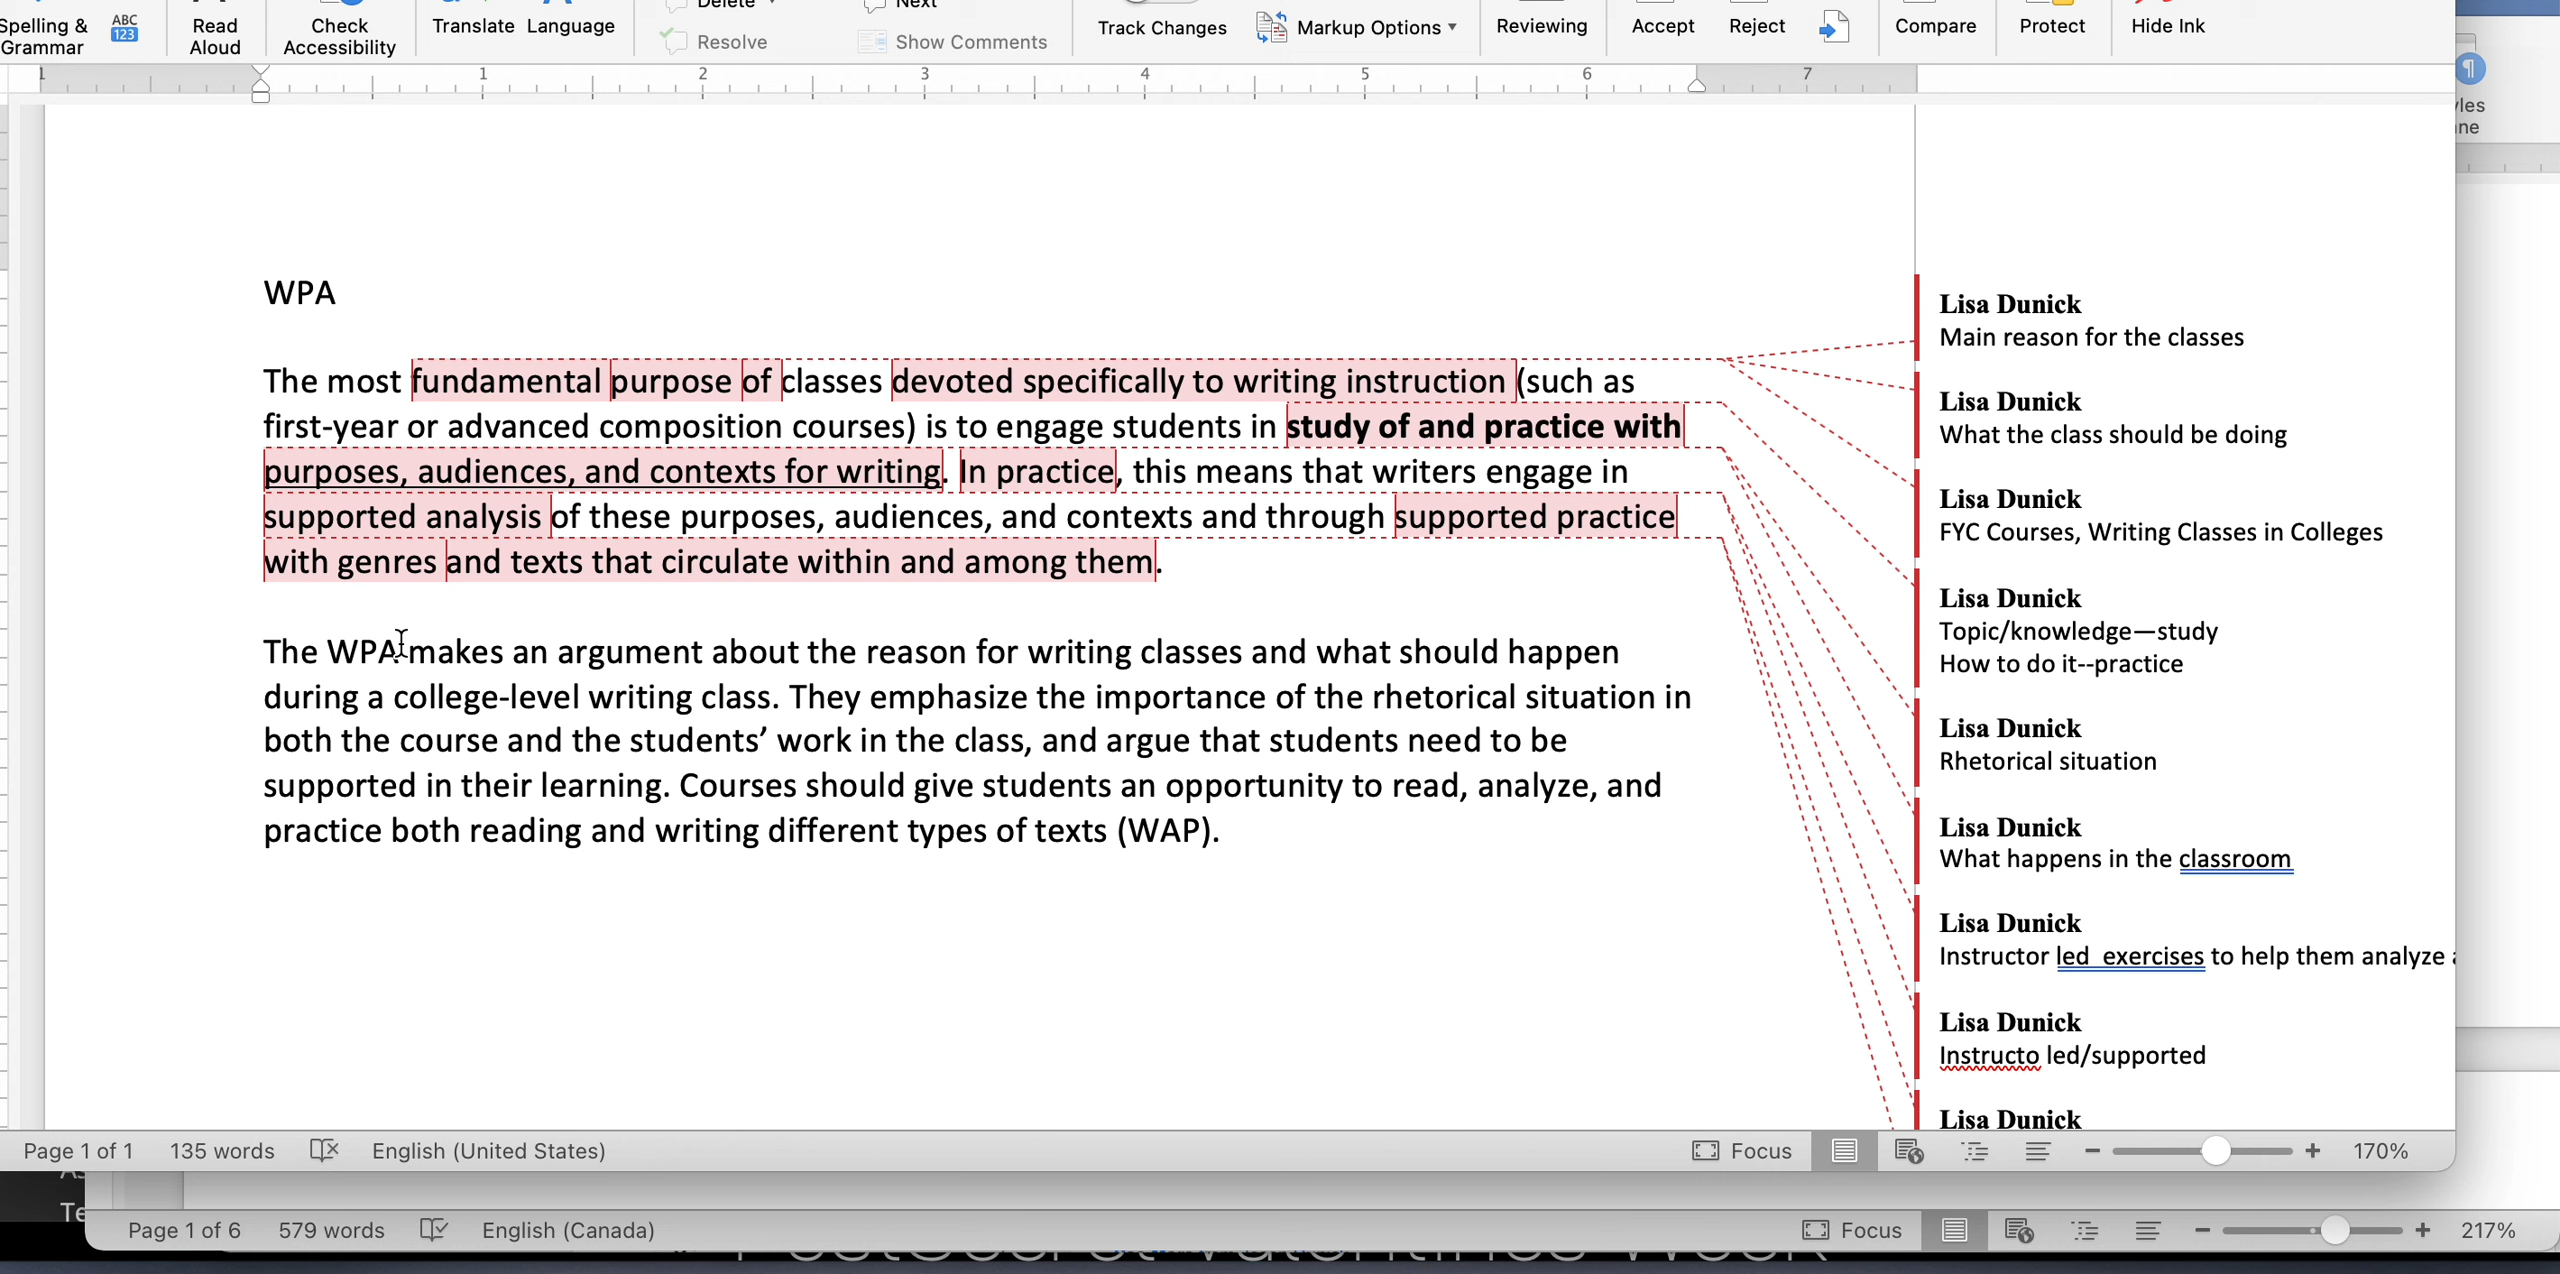 Delete
Next
Spelling &
Grammar
ABC
123
Read
Aloud
Check
Accessibility
Translate
Language
Resolve
Show Comments
Track Changes
Markup Options
Reviewing
Accept
Reject
Compare
Protect
Hide Ink
1 1 2 3 4 5 6 7
WPA
The most fundamental purpose of classes devoted specifically to writing instruction (such as
first-year or advanced composition courses) is to engage students in study of and practice with
purposes, audiences, and contexts for writing. In practice, this means that writers engage in
supported analysis of these purposes, audiences, and contexts and through supported practice
with genres and texts that circulate within and among them.
The WPA makes an argument about the reason for writing classes and what should happen
during a college-level writing class. They emphasize the importance of the rhetorical situation in
both the course and the students’ work in the class, and argue that students need to be
supported in their learning. Courses should give students an opportunity to read, analyze, and
practice both reading and writing different types of texts (WAP).
Lisa Dunick
Main reason for the classes
Lisa Dunick
What the class should be doing
Lisa Dunick
FYC Courses, Writing Classes in Colleges
Lisa Dunick
Topic/knowledge—study
How to do it--practice
Lisa Dunick
Rhetorical situation
Lisa Dunick
What happens in the classroom
Lisa Dunick
Instructor led  exercises to help them analyze
Lisa Dunick
Instructo led/supported
Lisa Dunick
Page 1 of 1 135 words English (United States) Focus 170%
Page 1 of 6 579 words English (Canada) Focus 217%